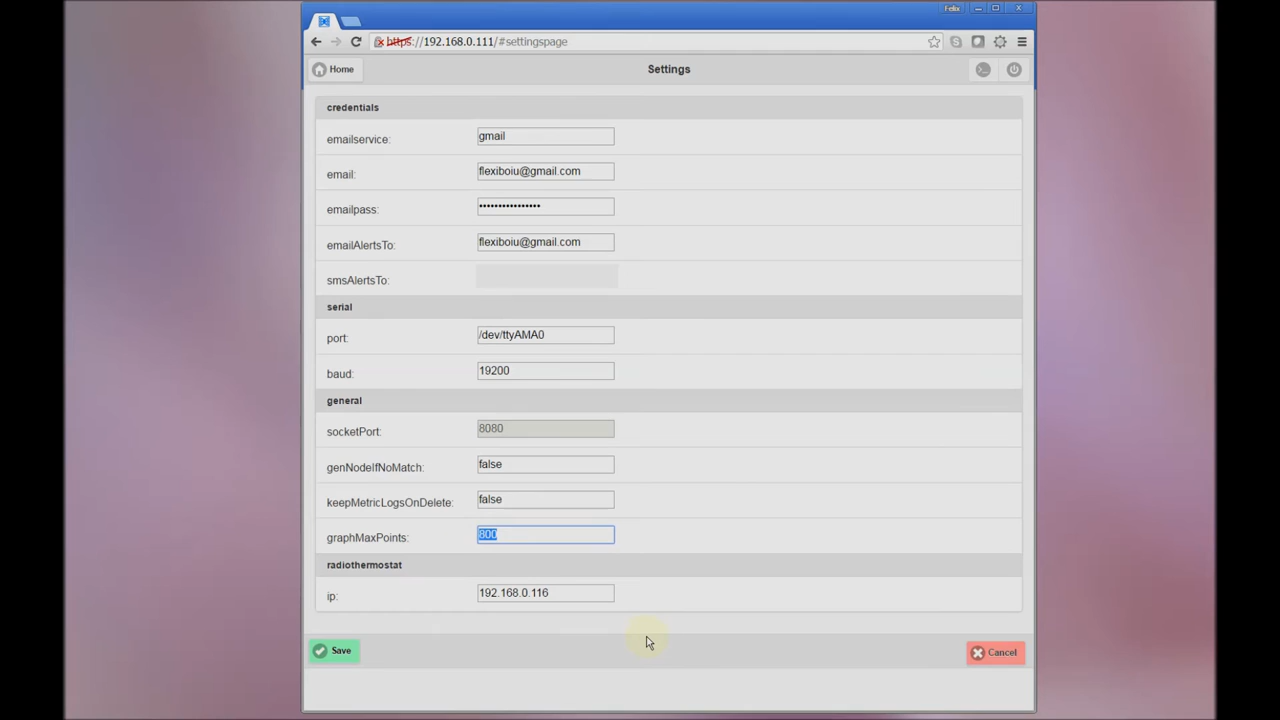 Felix
https://192.168.0.111/#settingspage
Home
Settings
credentials
emailservice: gmail
email: flexiboiu@gmail.com
emailpass: ••••••••••••••••
emailAlertsTo: flexiboiu@gmail.com
smsAlertsTo:
serial
port: /dev/ttyAMA0
baud: 19200
general
socketPort: 8080
genNodeIfNoMatch: false
keepMetricLogsOnDelete: false
graphMaxPoints: 800
radiothermostat
ip: 192.168.0.116
Save
Cancel